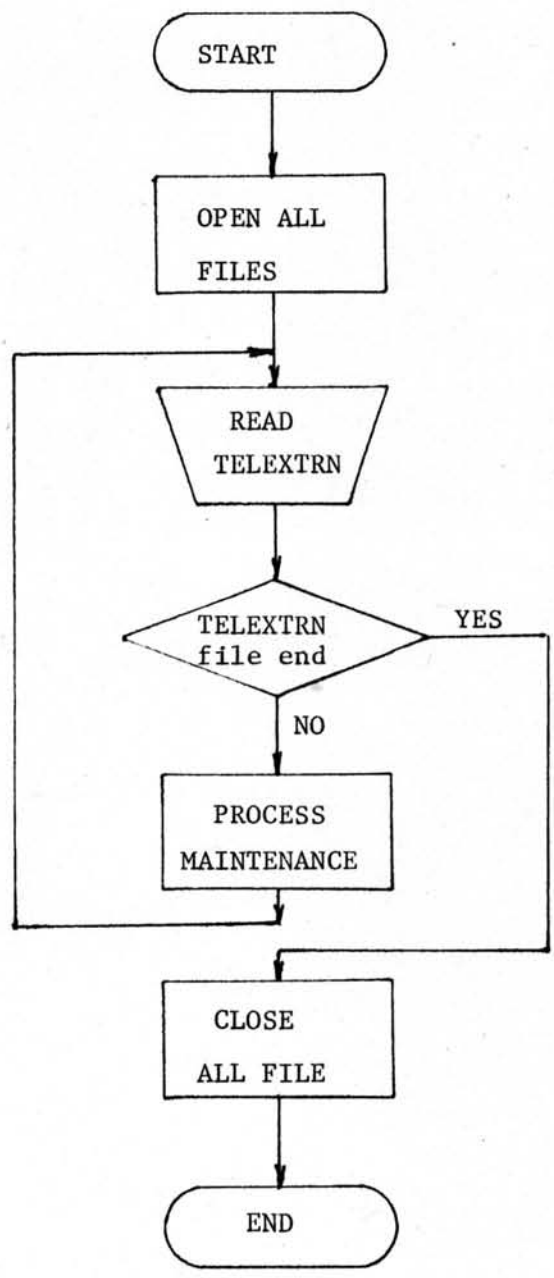 START
OPEN ALL
FILES
READ
TELEXTRN
TELEXTRN
file end
YES
NO
PROCESS
MAINTENANCE
CLOSE
ALL FILE
END